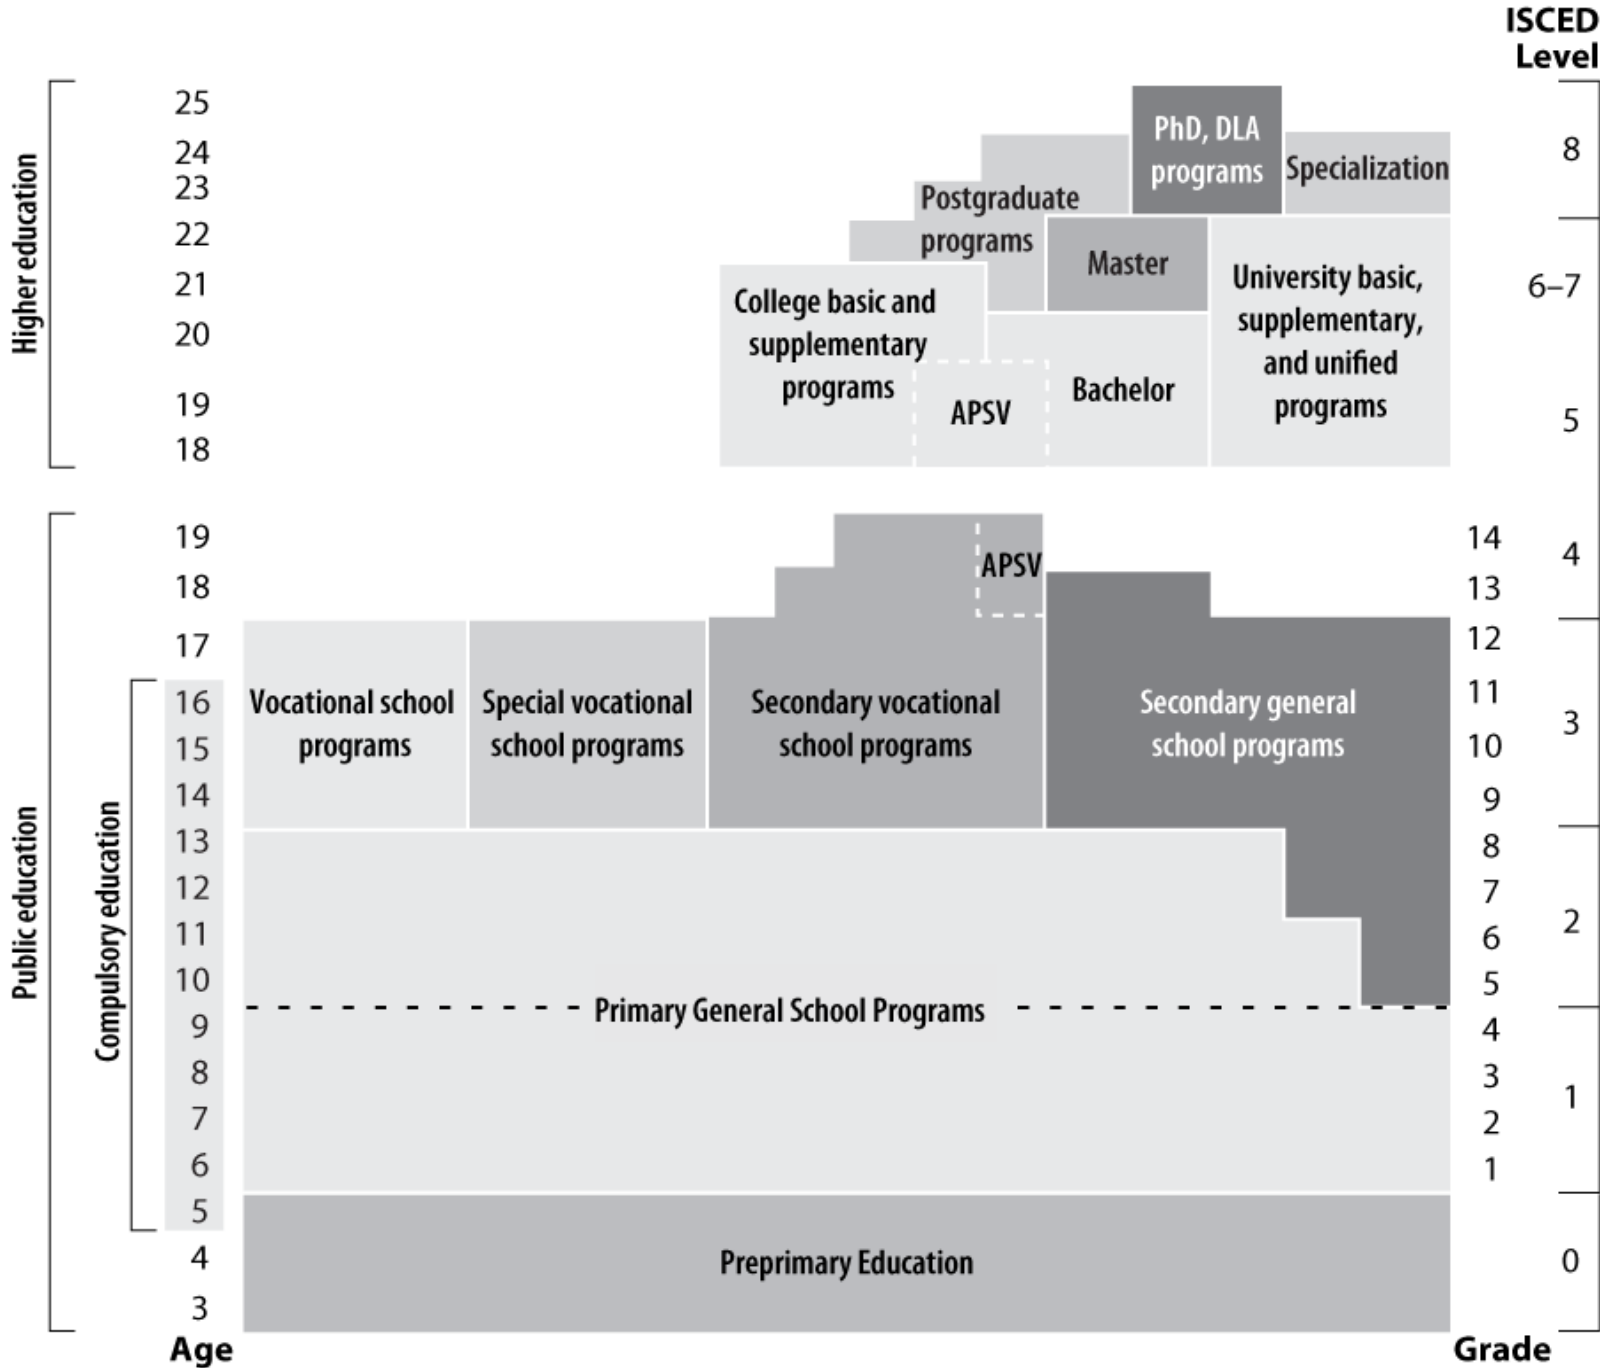 ISCED
Level
Higher education
25
24
23
22
21
20
19
18
PhD, DLA
programs
Specialization
Postgraduate
programs
Master
College basic and
supplementary
programs
APSV
Bachelor
University basic,
supplementary,
and unified
programs
8
6–7
5
Public education
Compulsory education
19
18
17
16
15
14
13
12
11
10
9
8
7
6
5
4
3
Age
APSV
Vocational school
programs
Special vocational
school programs
Secondary vocational
school programs
Secondary general
school programs
Primary General School Programs
Preprimary Education
14
13
12
11
10
9
8
7
6
5
4
3
2
1
Grade
4
3
2
1
0